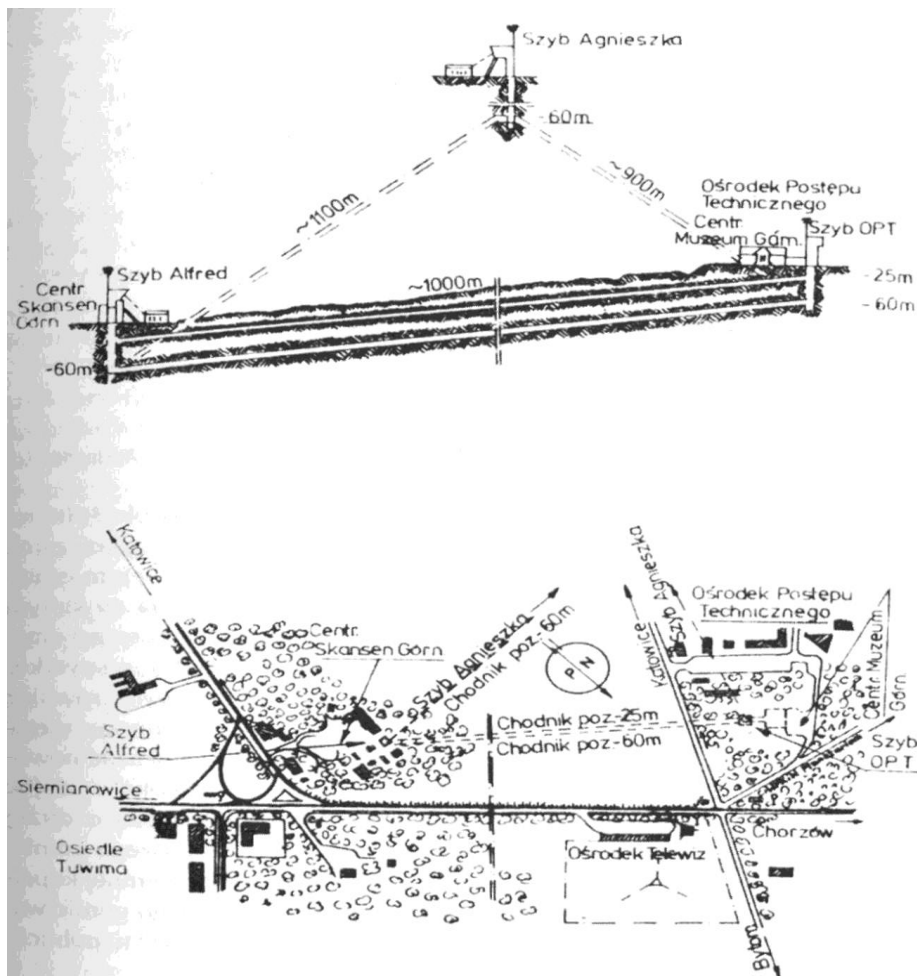 Szyb Agnieszka
-60m
~1100m
~900m
Ośrodek Postępu
Technicznego
Centr.
Muzeum Gám.
Szyb OPT
Szyb Alfred
Centr.
Skansen
Górn
~1000m
-25m
-60m
-60m
Katowice
Centr.
Skansen Górn
Szyb Agnieszka
Chodnik poz-60m
PN
Katowice
Szyb Agnieszka
Ośrodek Postępu
Technicznego
Centr Muzeum
Górn.
Chodnik poz-25m
Chodnik poz-60m
Szyb
Alfred
Szyb
OPT
Siemianowice
Chorzów
Osiedle
Tuwima
Ośrodek Telewiz
Bytom